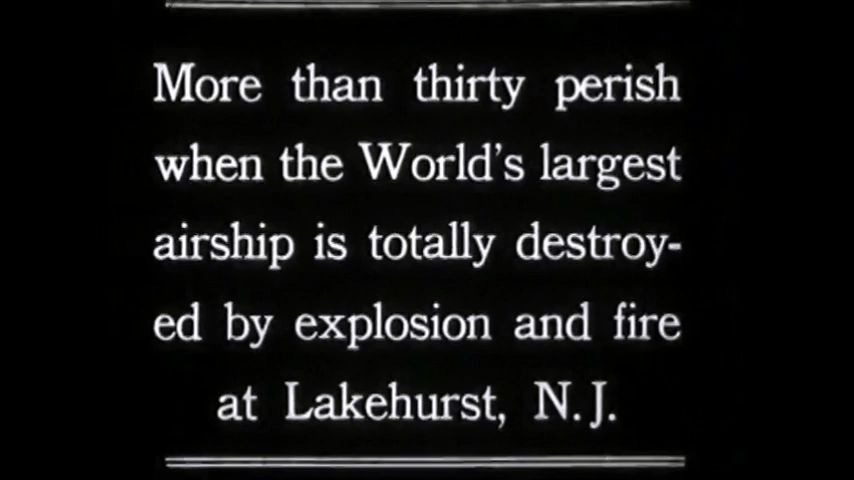 More than thirty perish
when the World's largest
airship is totally destroy-
ed by explosion and fire
at Lakehurst, N.J.